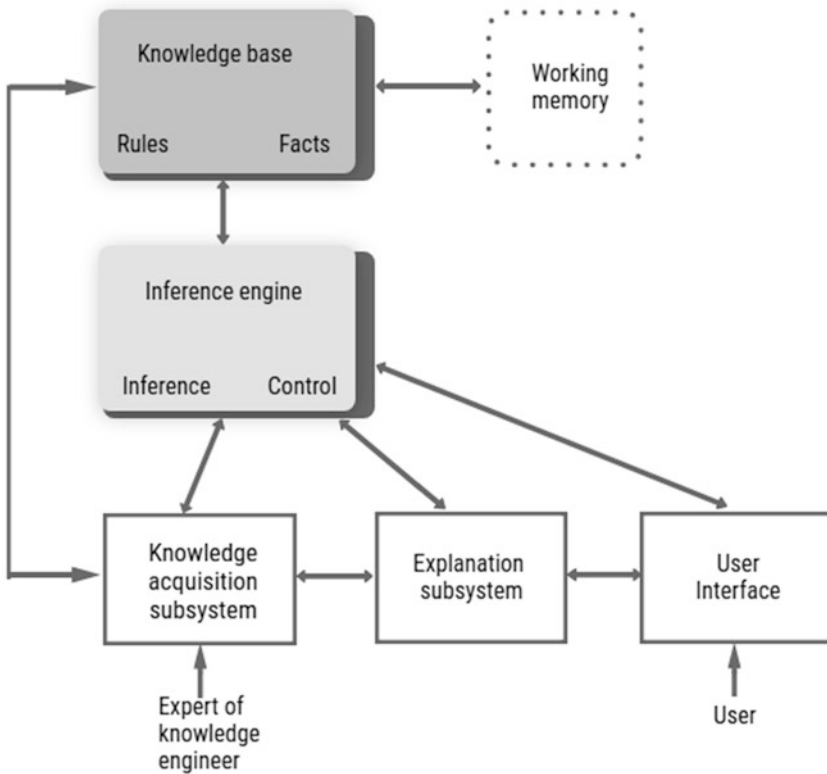 Knowledge base
Rules
Facts
Working
memory
Inference engine
Inference
Control
Knowledge
acquisition
subsystem
Explanation
subsystem
User
Interface
Expert of
knowledge
engineer
User